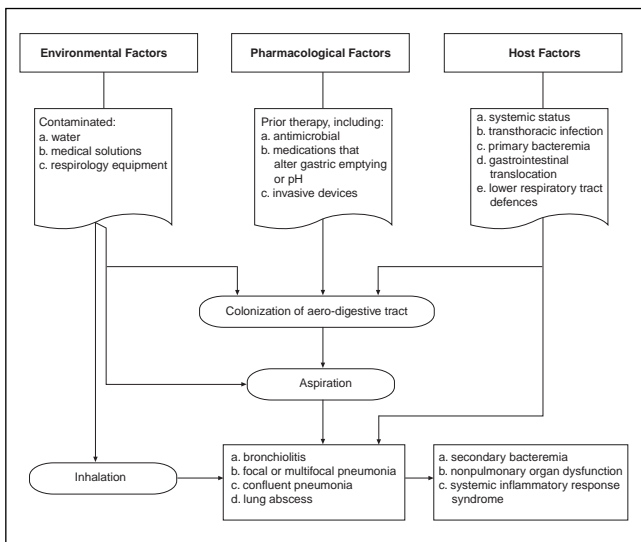 Environmental Factors
Pharmacological Factors
Host Factors
Contaminated:
a. water
b. medical solutions
c. respirology equipment
Prior therapy, including:
a. antimicrobial
b. medications that
alter gastric emptying
or pH
c. invasive devices
a. systemic status
b. transthoracic infection
c. primary bacteremia
d. gastrointestinal
translocation
e. lower respiratory tract
defences
Colonization of aero-digestive tract
Aspiration
Inhalation
a. bronchiolitis
b. focal or multifocal pneumonia
c. confluent pneumonia
d. lung abscess
a. secondary bacteremia
b. nonpulmonary organ dysfunction
c. systemic inflammatory response
syndrome